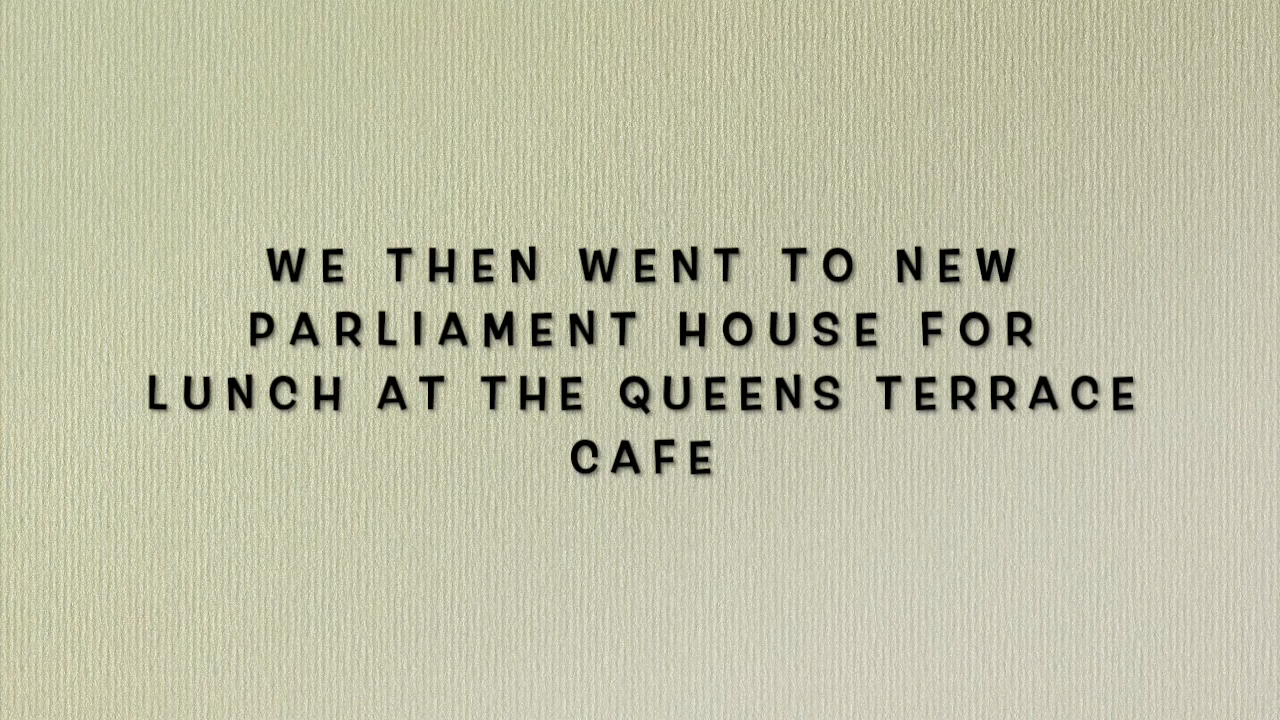 WE THEN WENT TO NEW
PARLIAMENT HOUSE FOR
LUNCH AT THE QUEENS TERRACE
CAFE